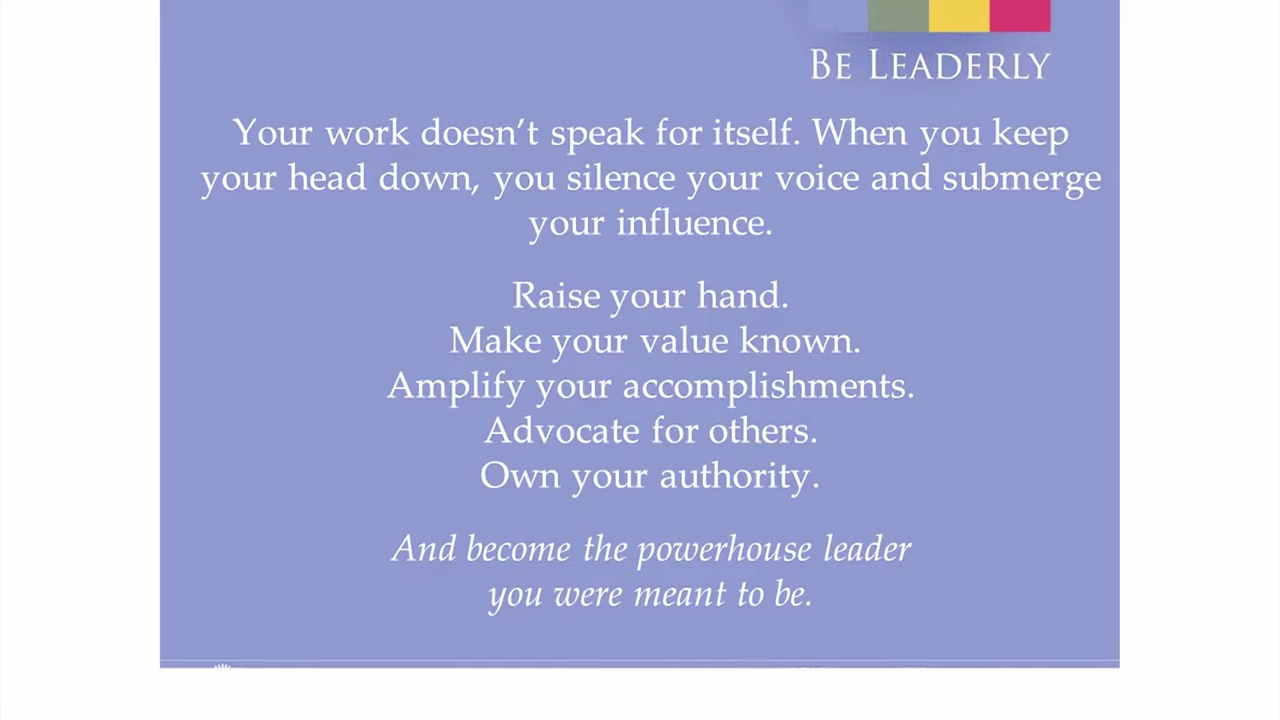 BE LEADERLY
Your work doesn’t speak for itself. When you keep
your head down, you silence your voice and submerge
your influence.
Raise your hand.
Make your value known.
Amplify your accomplishments.
Advocate for others.
Own your authority.
And become the powerhouse leader
you were meant to be.